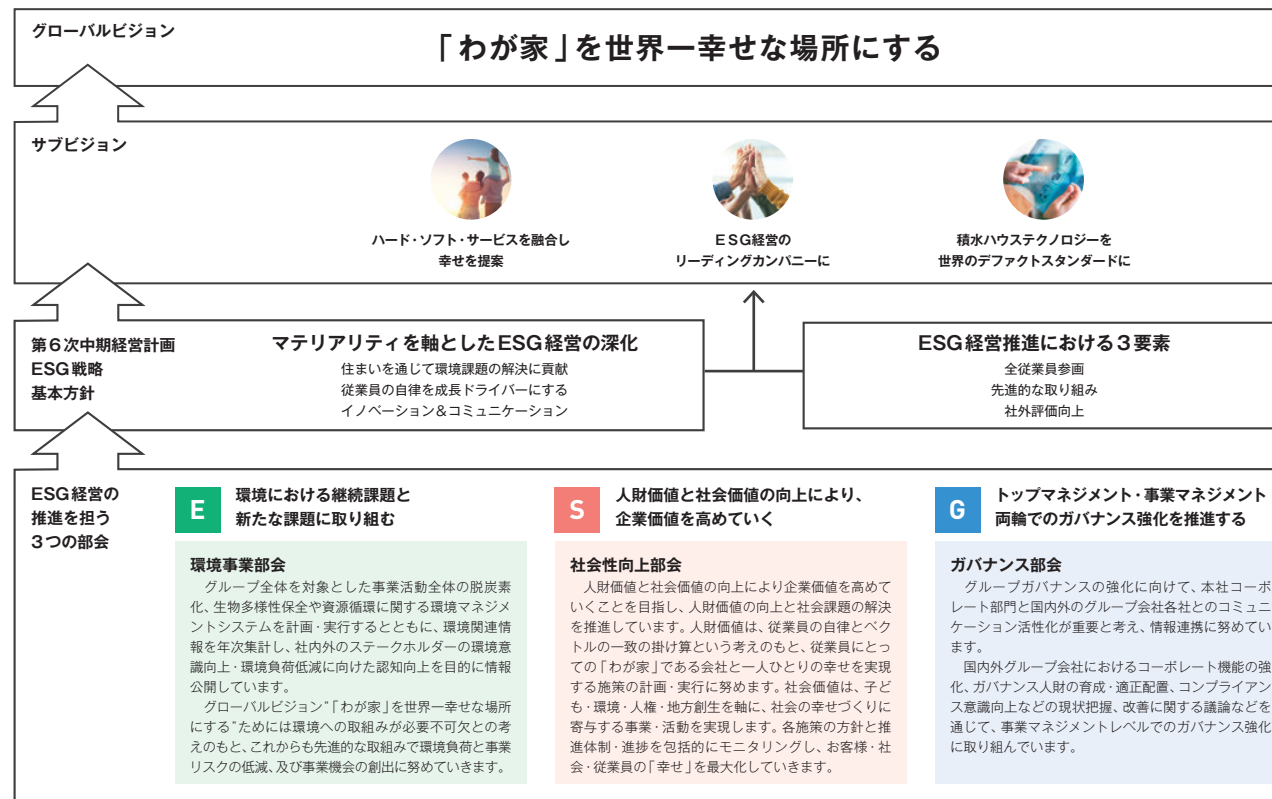 グローバルビジョン
「わが家」を世界一幸せな場所にする
サブビジョン
ハード・ソフト・サービスを融合し
幸せを提案
ESG経営の
リーディングカンパニーに
積水ハウステクノロジーを
世界のデファクトスタンダードに
第6次中期経営計画
ESG戦略
基本方針
マテリアリティを軸としたESG経営の深化
住まいを通じて環境課題の解決に貢献
従業員の自律を成長ドライバーにする
イノベーション&コミュニケーション
ESG経営推進における3要素
全従業員参画
先進的な取り組み
社外評価向上
ESG経営の
推進を担う
3つの部会
E
環境における継続課題と
新たな課題に取り組む
環境事業部会
グループ全体を対象とした事業活動全体の脱炭素
化、生物多様性保全や資源循環に関する環境マネジメ
ントシステムを計画・実行するとともに、環境関連情
報を年次集計し、社内外のステークホルダーの環境意
識向上・環境負荷低減に向けた認知向上を目的に情報
公開しています。
グローバルビジョン"「わが家」を世界一幸せな場所
にする"ためには環境への取組みが必要不可欠との考
えのもと、これからも先進的な取組みで環境負荷と事業
リスクの低減、及び事業機会の創出に努めていきます。
S
人財価値と社会価値の向上により、
企業価値を高めていく
社会性向上部会
人財価値と社会価値の向上により企業価値を高めて
いくことを目指し、人財価値の向上と社会課題の解決
を推進しています。人財価値は、従業員の自律とベク
トルの一致の掛け算という考えのもと、従業員にとっ
ての「わが家」である会社と一人ひとりの幸せを実現
する施策の計画・実行に努めます。社会価値は、子ど
も・環境・人権・地方創生を軸に、社会の幸せづくりに
寄与する事業・活動を実現します。各施策の方針と推
進体制・進捗を包括的にモニタリングし、お客様・社
会・従業員の「幸せ」を最大化していきます。
G
トップマネジメント・事業マネジメント
両輪でのガバナンス強化を推進する
ガバナンス部会
グループガバナンスの強化に向けて、本社コーポ
レート部門と国内外のグループ会社各社とのコミュニ
ケーション活性化が重要と考え、情報連携に努めてい
ます。
国内外グループ会社におけるコーポレート機能の強
化、ガバナンス人財の育成・適正配置、コンプライアン
ス意識向上などの現状把握、改善に関する議論などを
通じて、事業マネジメントレベルでのガバナンス強化
に取り組んでいます。